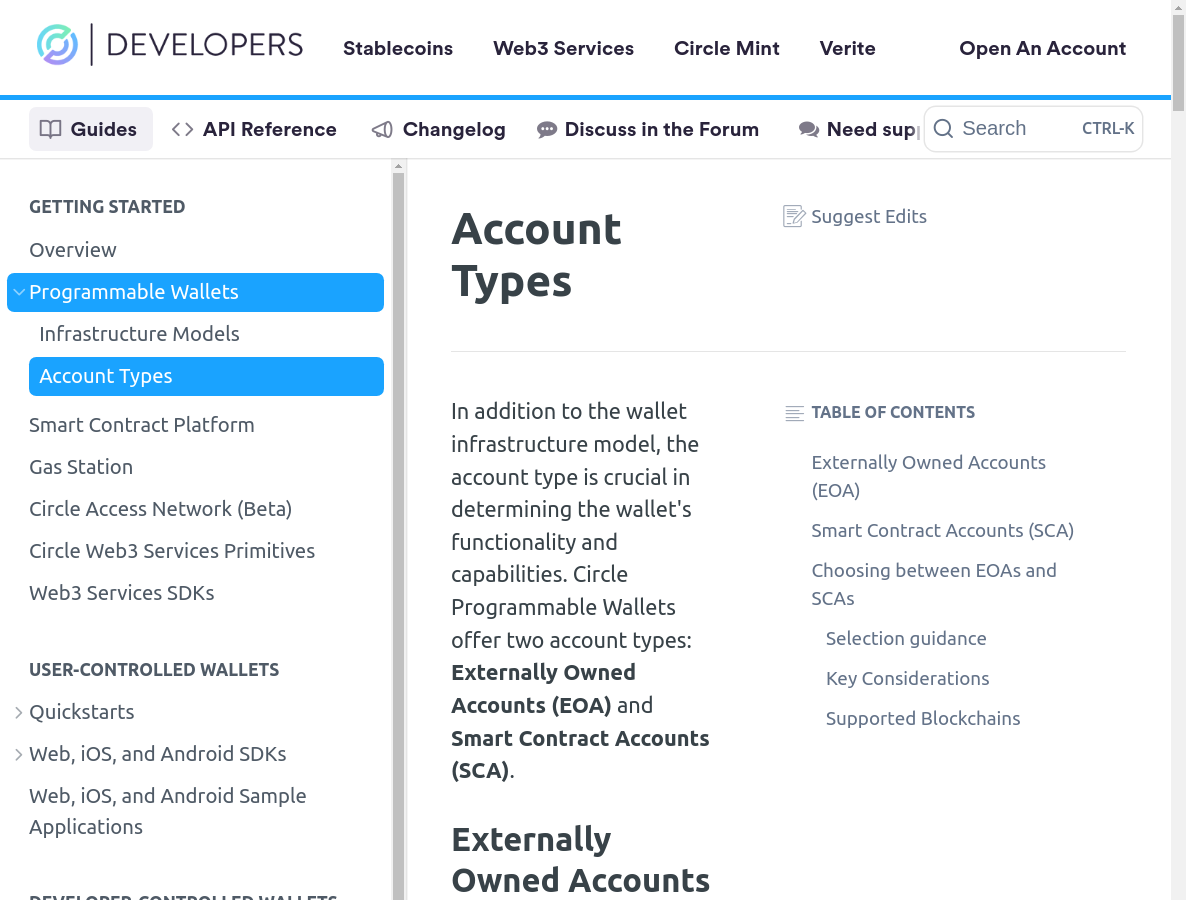 DEVELOPERS
Stablecoins
Web3 Services
Circle Mint
Verite
Open An Account
Guides
API Reference
Changelog
Discuss in the Forum
Need sup
Search
CTRL-K
GETTING STARTED
Overview
Programmable Wallets
Infrastructure Models
Account Types
Smart Contract Platform
Gas Station
Circle Access Network (Beta)
Circle Web3 Services Primitives
Web3 Services SDKs
USER-CONTROLLED WALLETS
Quickstarts
Web, iOS, and Android SDKs
Web, iOS, and Android Sample
Applications
DEVELOPER-CONTROLLED WALLETS
Account
Types
Suggest Edits
In addition to the wallet
infrastructure model, the
account type is crucial in
determining the wallet's
functionality and
capabilities. Circle
Programmable Wallets
offer two account types:
Externally Owned
Accounts (EOA) and
Smart Contract Accounts
(SCA).
Externally
Owned Accounts
TABLE OF CONTENTS
Externally Owned Accounts
(EOA)
Smart Contract Accounts (SCA)
Choosing between EOAs and
SCAs
Selection guidance
Key Considerations
Supported Blockchains